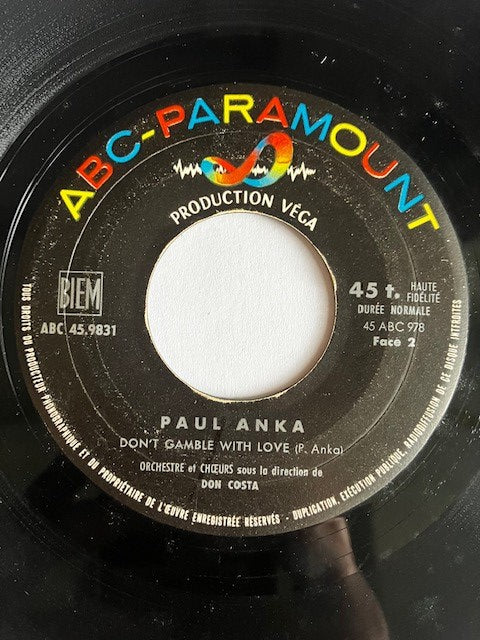 ABC-PARAMOUNT
PRODUCTION VÉGA
BIEM
ABC 45.9831
45 t. HAUTE FIDÉLITÉ
DURÉE NORMALE
45 ABC 978
Face 2
PAUL ANKA
DON'T GAMBLE WITH LOVE (P. Anka)
ORCHESTRE et CHŒURS sous la direction de
DON COSTA
TOUS DROITS DU PRODUCTEUR PHONOGRAPHIQUE ET DU PROPRIÉTAIRE DE L'ŒUVRE ENREGISTRÉE RÉSERVÉS - DUPLICATION, EXÉCUTION PUBLIQUE, RADIODIFFUSION DE CE DISQUE INTERDITES